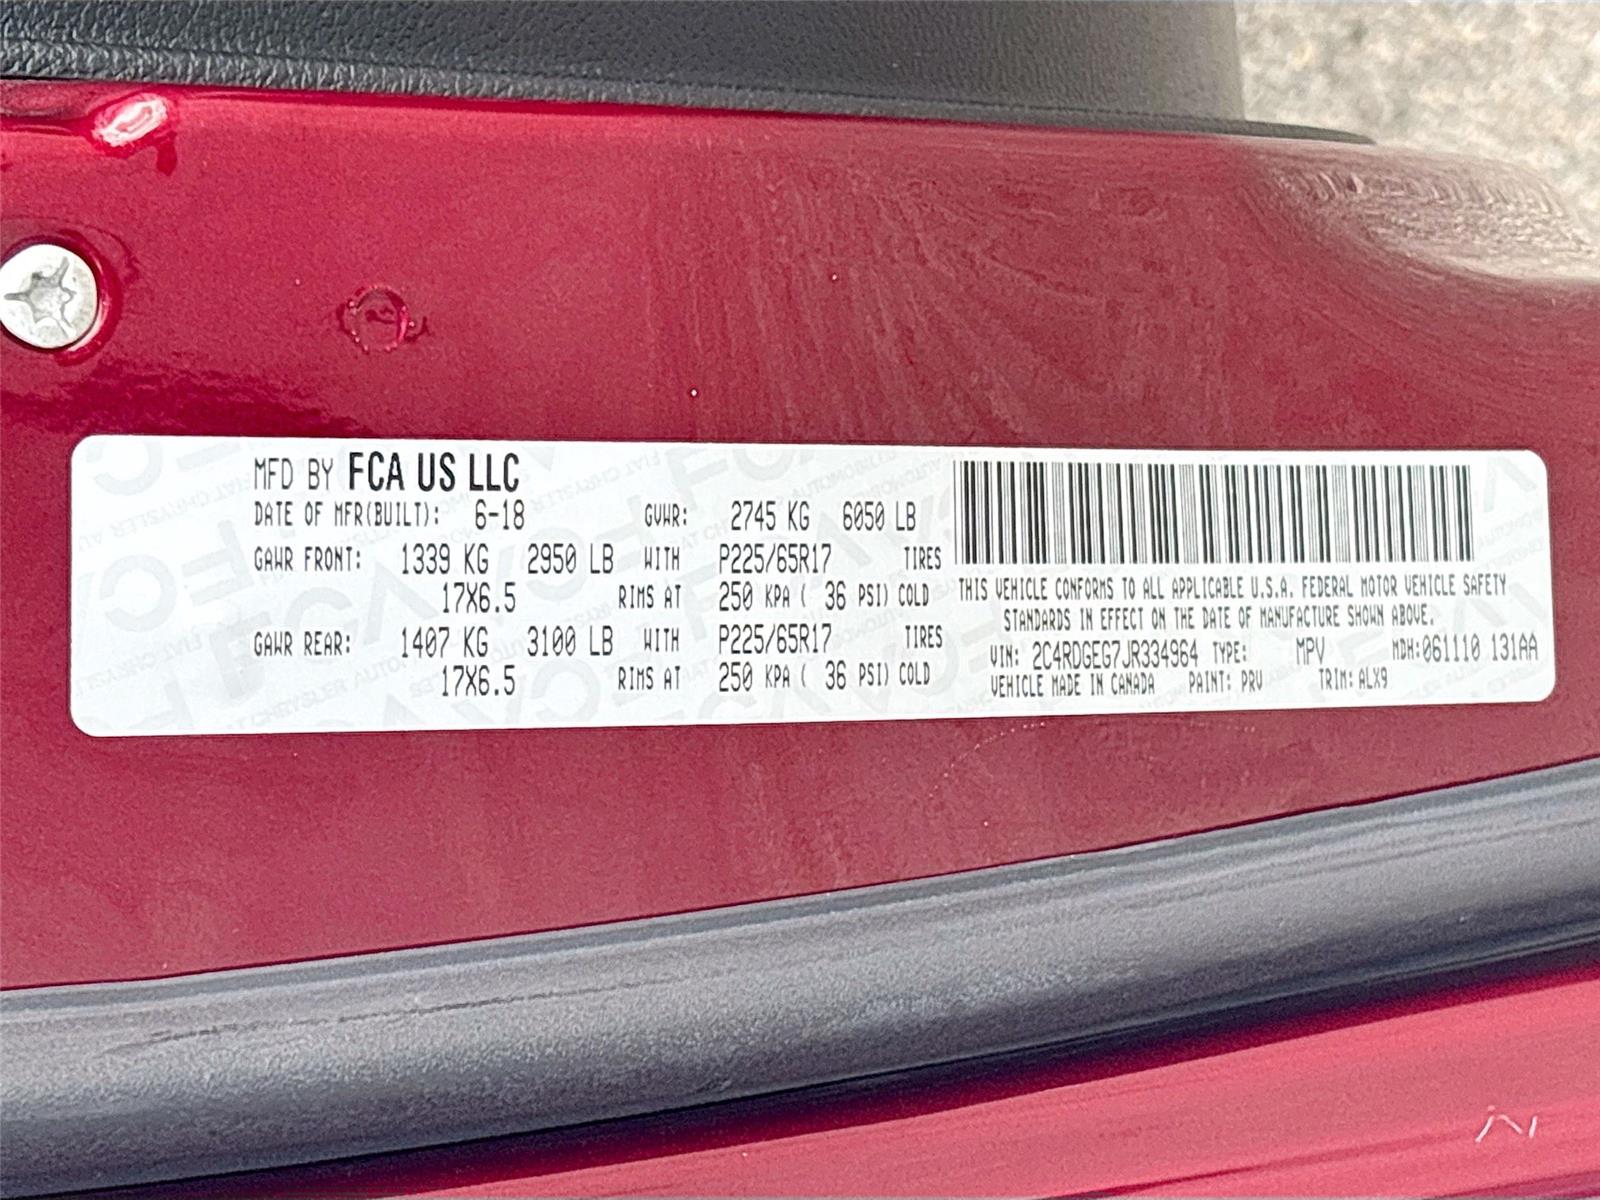 MFD BY FCA US LLC
DATE OF MFR(BUILT): 6-18 GVWR: 2745 KG 6050 LB
GAWR FRONT: 1339 KG 2950 LB WITH P225/65R17 TIRES
17X6.5 RIMS AT 250 KPA ( 36 PSI) COLD
GAWR REAR: 1407 KG 3100 LB WITH P225/65R17 TIRES
17X6.5 RIMS AT 250 KPA ( 36 PSI) COLD
THIS VEHICLE CONFORMS TO ALL APPLICABLE U.S.A. FEDERAL MOTOR VEHICLE SAFETY
STANDARDS IN EFFECT ON THE DATE OF MANUFACTURE SHOWN ABOVE.
VIN: 2C4RDGEG7JR334964 TYPE: MPV MDH:061110 131AA
VEHICLE MADE IN CANADA PAINT: PRV TRIM: ALX9